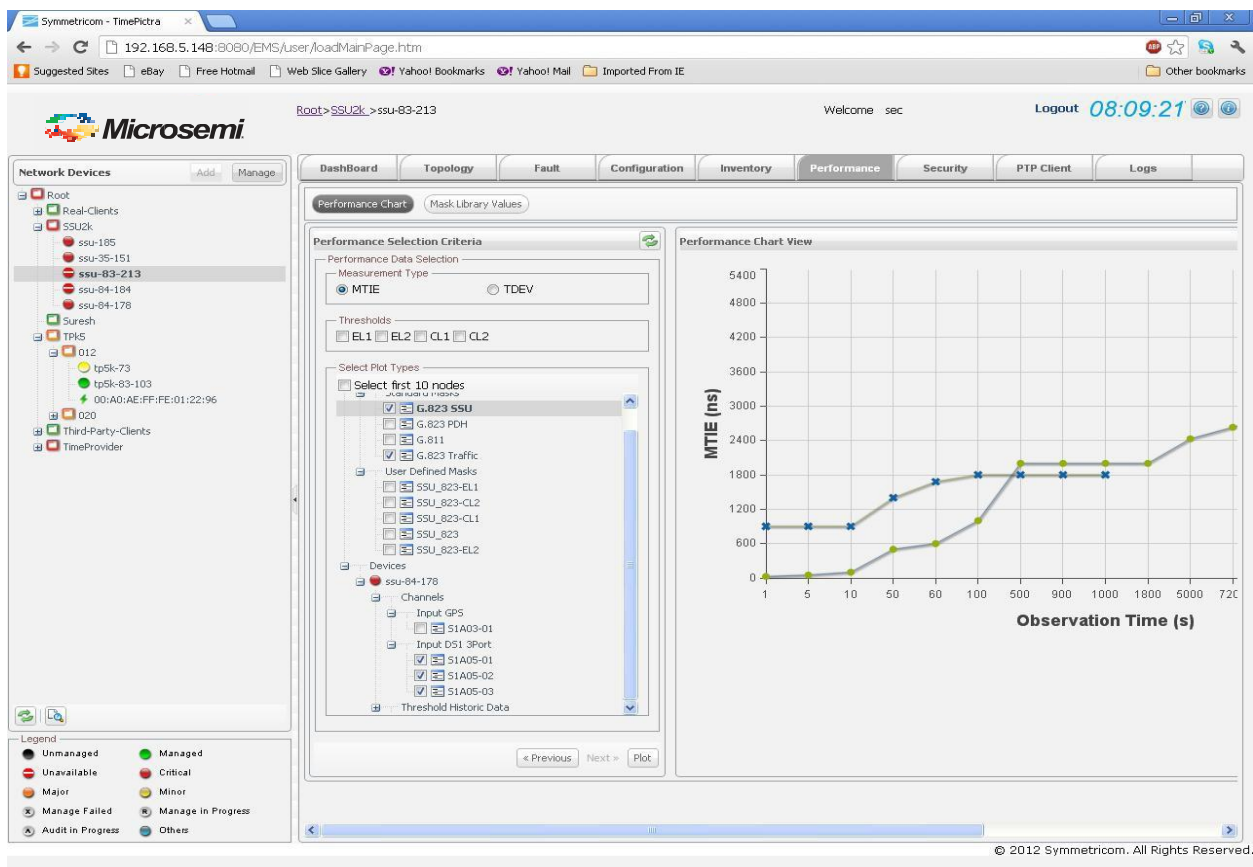 Symmetricom - TimePictra
192.168.5.148:8080/EMS/user/loadMainPage.htm
Suggested Sites eBay Free Hotmail Web Slice Gallery Yahoo! Bookmarks Yahoo! Mail Imported From IE Other bookmarks
Microsemi
Root>SSU2k >ssu-83-213
Welcome sec
Logout 08:09:21
Network Devices Add Manage
DashBoard Topology Fault Configuration Inventory Performance Security PTP Client Logs
Root
Real-Clients
SSU2k
ssu-185
ssu-35-151
ssu-83-213
ssu-84-184
ssu-84-178
Suresh
TPk5
012
tp5k-73
tp5k-83-103
00:A0:AE:FF:FE:01:22:96
020
Third-Party-Clients
TimeProvider
Legend
Unmanaged Managed
Unavailable Critical
Major Minor
X Manage Failed R Manage in Progress
A Audit in Progress Others
Performance Chart Mask Library Values
Performance Selection Criteria
Performance Data Selection
Measurement Type
MTIE TDEV
Thresholds
EL1 EL2 CL1 CL2
Select Plot Types
Select first 10 nodes
Standard Masks
G.823 SSU
G.823 PDH
G.811
G.823 Traffic
User Defined Masks
SSU_823-EL1
SSU_823-CL2
SSU_823-CL1
SSU_823
SSU_823-EL2
Devices
ssu-84-178
Channels
Input GPS
S1A03-01
Input DS1 3Port
S1A05-01
S1A05-02
S1A05-03
Threshold Historic Data
« Previous Next » Plot
Performance Chart View
MTIE (ns)
5400
4800
4200
3600
3000
2400
1800
1200
600
0
1 5 10 50 60 100 500 900 1000 1800 5000 720
Observation Time (s)
© 2012 Symmetricom. All Rights Reserved.